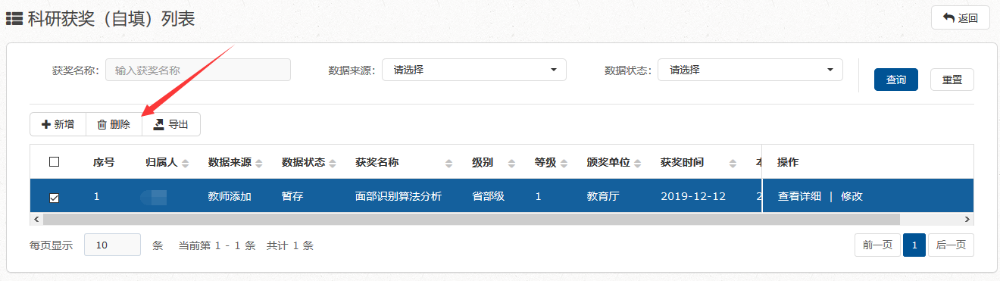 科研获奖（自填）列表
返回
获奖名称： 输入获奖名称 数据来源： 请选择 数据状态： 请选择 查询 重置
新增 删除 导出
序号 归属人 数据来源 数据状态 获奖名称 级别 等级 颁奖单位 获奖时间 操作
1 教师添加 暂存 面部识别算法分析 省部级 1 教育厅 2019-12-12 2 查看详细 | 修改
每页显示 10 条 当前第 1 - 1 条 共计 1 条 前一页 1 后一页